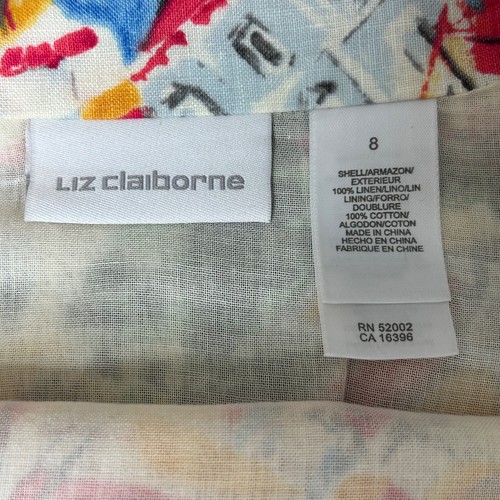 LIZ claiborne
8
SHELL/ARMAZON/
EXTERIEUR
100% LINEN/LINO/LIN
LINING/FORRO/
DOUBLURE
100% COTTON/
ALGODON/COTON
MADE IN CHINA
HECHO EN CHINA
FABRIQUE EN CHINE
RN 52002
CA 16396